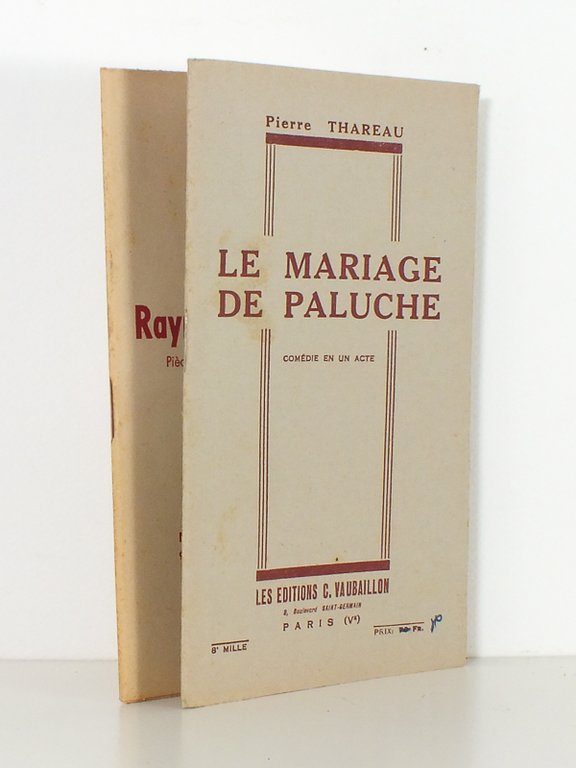 Pierre THAREAU
LE MARIAGE
DE PALUCHE
COMÉDIE EN UN ACTE
LES EDITIONS C. VAUBAILLON
Boulevard SAINT-GERMAIN
PARIS (Vᵉ)
8ᵉ MILLE
PRIX: Fr.
Ray
Piè